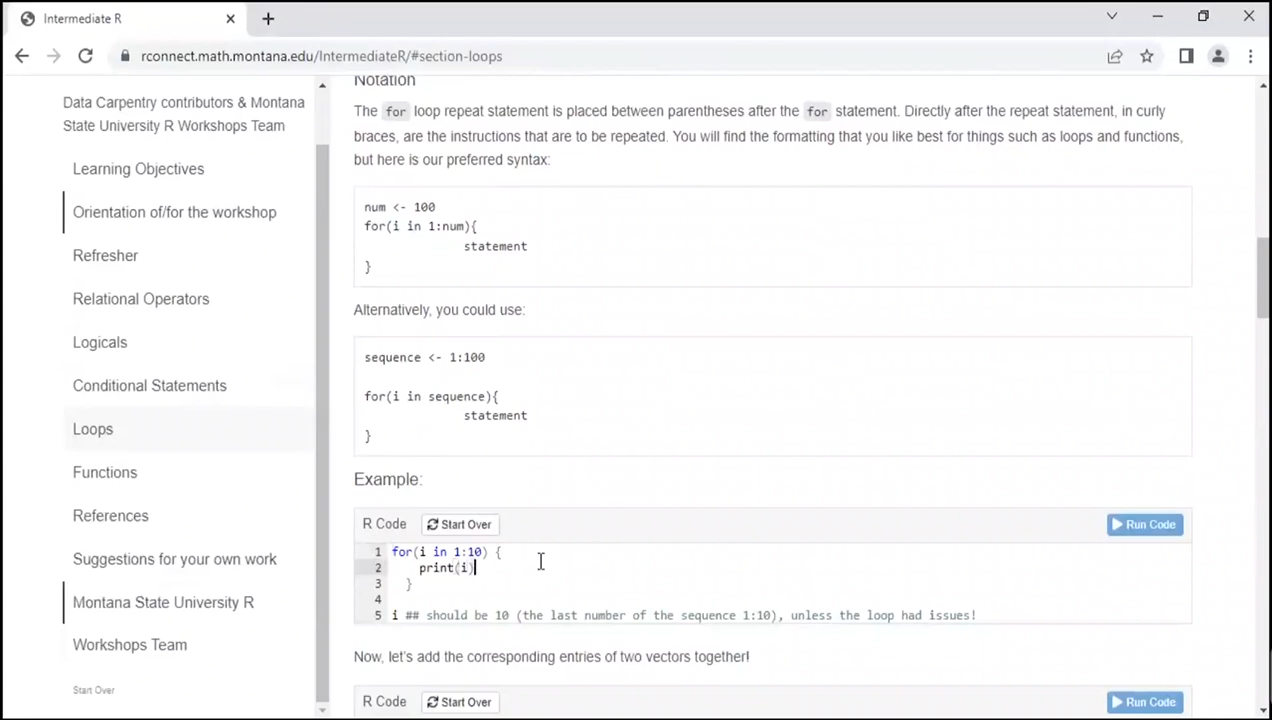 Intermediate R
rconnect.math.montana.edu/IntermediateR/#section-loops
Data Carpentry contributors & Montana
State University R Workshops Team
Learning Objectives
Orientation of/for the workshop
Refresher
Relational Operators
Logicals
Conditional Statements
Loops
Functions
References
Suggestions for your own work
Montana State University R
Workshops Team
Start Over
Notation
The for loop repeat statement is placed between parentheses after the for statement. Directly after the repeat statement, in curly
braces, are the instructions that are to be repeated. You will find the formatting that you like best for things such as loops and functions,
but here is our preferred syntax:
num <- 100
for(i in 1:num){
statement
}
Alternatively, you could use:
sequence <- 1:100
for(i in sequence){
statement
}
Example:
R Code Start Over Run Code
1 for(i in 1:10) {
2 print(i)
3 }
4
5 i ## should be 10 (the last number of the sequence 1:10), unless the loop had issues!
Now, let's add the corresponding entries of two vectors together!
R Code Start Over Run Code